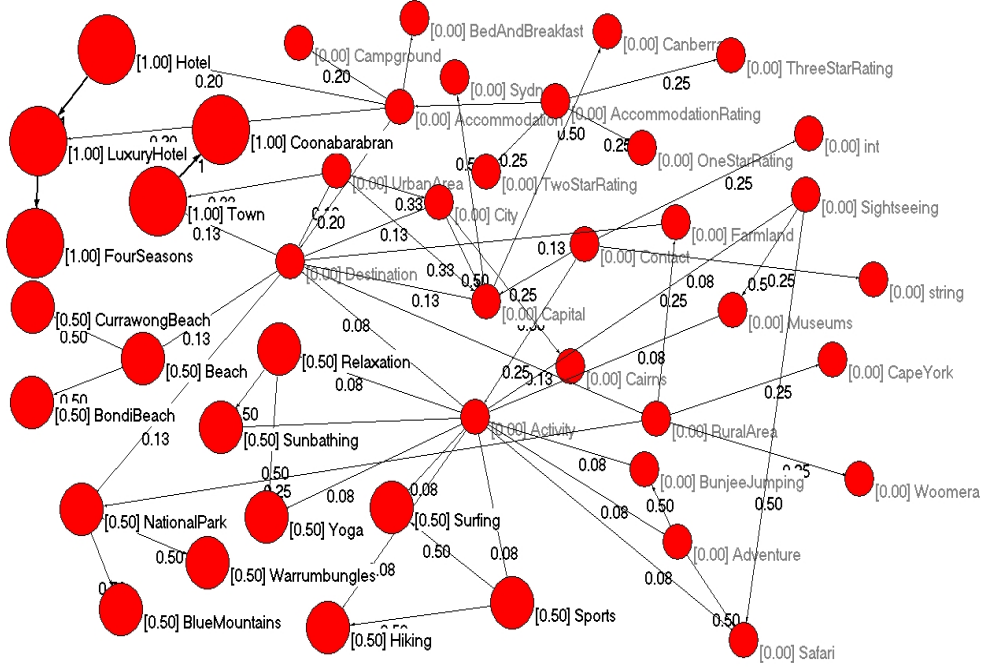 [0.00] BedAndBreakfast
[0.00] Canberra
[0.00] Campground
[1.00] Hotel
0.20
0.20
[0.00] ThreeStarRating
0.25
[0.00] Sydn
[0.00] Accommodation
[0.00] AccommodationRating
0.50
0.25
[0.00] OneStarRating
[0.00] int
[1.00] LuxuryHotel
[1.00] Coonabarabran
1
0.25
[0.00] TwoStarRating
0.25
[0.00] UrbanArea
0.33
[0.00] City
[0.00] Sightseeing
[1.00] Town
0.13
0.20
0.13
[0.00] Farmland
0.13
[0.00] Contact
[1.00] FourSeasons
[0.00] Destination
0.33
0.50
0.25
0.08
0.25
[0.00] string
0.13
0.25
[0.00] Capital
[0.50] CurrawongBeach
0.50
0.13
0.08
[0.00] Museums
[0.50] Relaxation
0.08
[0.50] Beach
0.08
0.25
0.13
[0.00] Cairns
[0.00] CapeYork
0.25
[0.50] BondiBeach
[0.50] Sunbathing
0.13
[0.00] Activity
[0.00] RuralArea
0.50
0.08
0.08
0.08
[0.00] BunjeeJumping
[0.00] Woomera
0.50
0.50
[0.50] NationalPark
[0.50] Yoga
[0.50] Surfing
0.08
0.50
0.08
[0.00] Adventure
0.50
[0.50] Warrumbungles
0.08
[0.50] BlueMountains
[0.50] Hiking
[0.50] Sports
0.50
[0.00] Safari